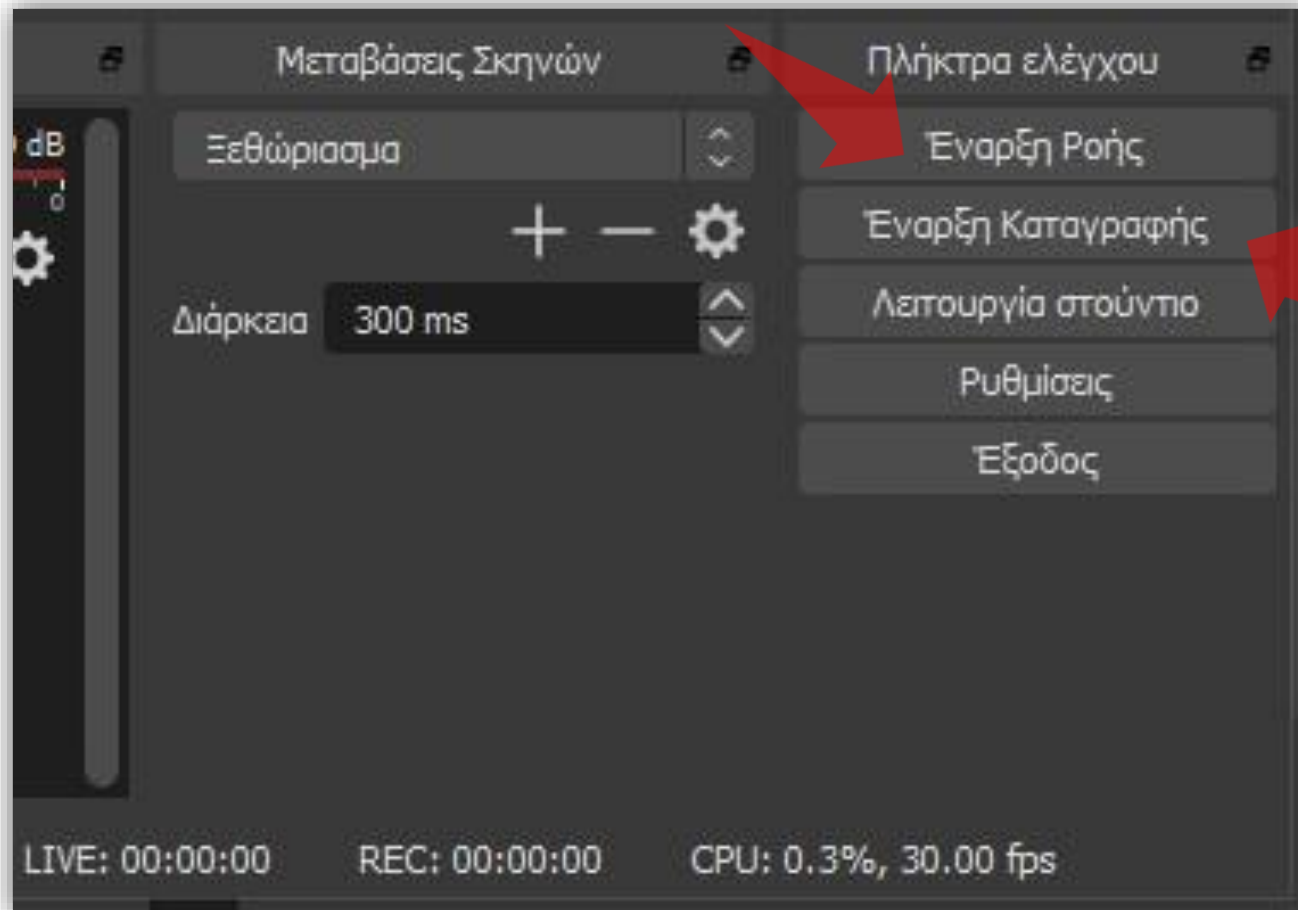 Μεταβάσεις Σκηνών
Πλήκτρα ελέγχου
dB
0
Ξεθώριασμα
Διάρκεια 300 ms
Έναρξη Ροής
Έναρξη Καταγραφής
Λειτουργία στούντιο
Ρυθμίσεις
Έξοδος
LIVE: 00:00:00 REC: 00:00:00 CPU: 0.3%, 30.00 fps